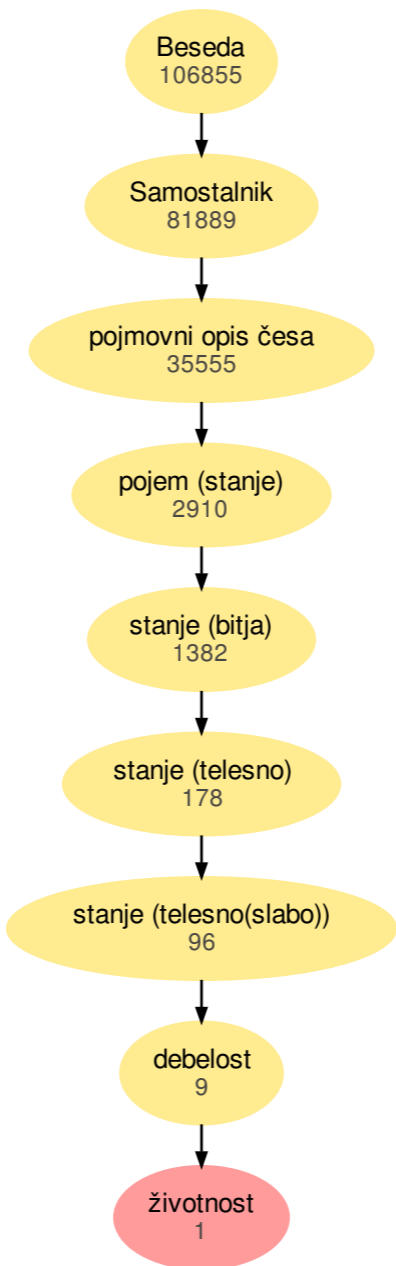 Beseda
106855
Samostalnik
81889
pojmovni opis česa
35555
pojem (stanje)
2910
stanje (bitja)
1382
stanje (telesno)
178
stanje (telesno(slabo))
96
debelost
9
životnost
1